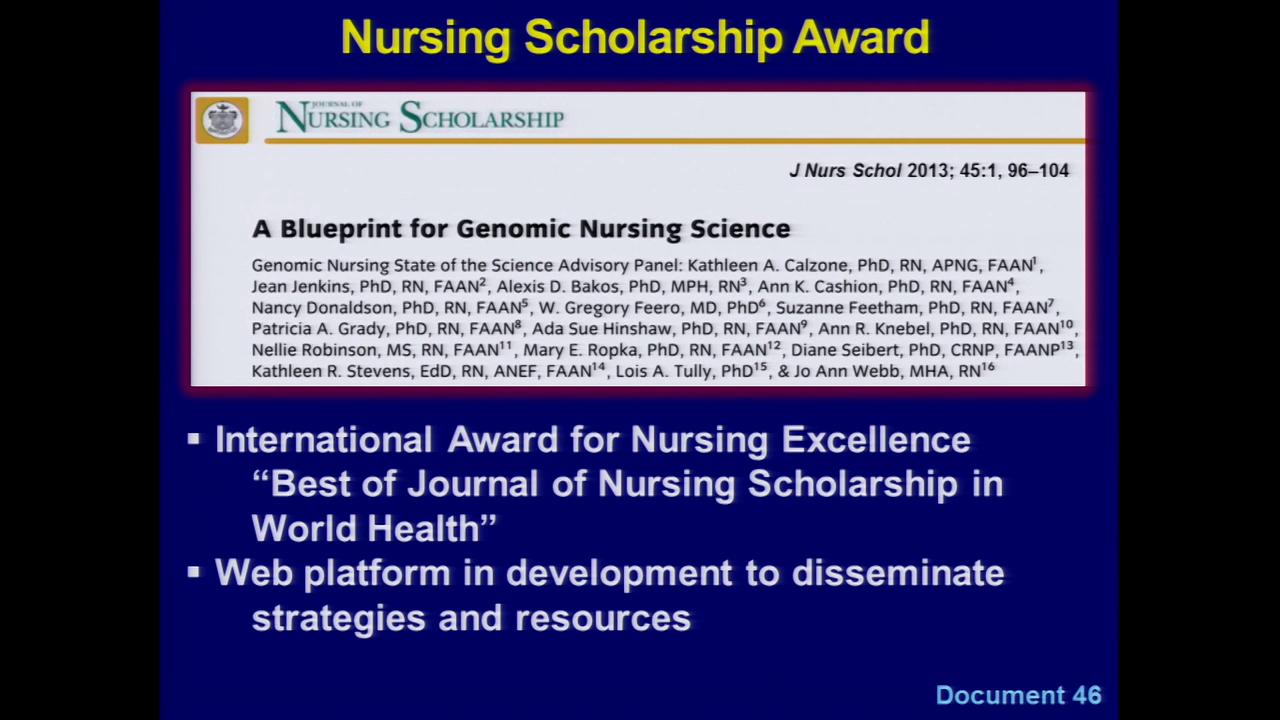 Nursing Scholarship Award
JOURNAL OF
NURSING SCHOLARSHIP
J Nurs Schol 2013; 45:1, 96–104
A Blueprint for Genomic Nursing Science
Genomic Nursing State of the Science Advisory Panel: Kathleen A. Calzone, PhD, RN, APNG, FAAN¹,
Jean Jenkins, PhD, RN, FAAN², Alexis D. Bakos, PhD, MPH, RN³, Ann K. Cashion, PhD, RN, FAAN⁴,
Nancy Donaldson, PhD, RN, FAAN⁵, W. Gregory Feero, MD, PhD⁶, Suzanne Feetham, PhD, RN, FAAN⁷,
Patricia A. Grady, PhD, RN, FAAN⁸, Ada Sue Hinshaw, PhD, RN, FAAN⁹, Ann R. Knebel, PhD, RN, FAAN¹⁰,
Nellie Robinson, MS, RN, FAAN¹¹, Mary E. Ropka, PhD, RN, FAAN¹², Diane Seibert, PhD, CRNP, FAANP¹³,
Kathleen R. Stevens, EdD, RN, ANEF, FAAN¹⁴, Lois A. Tully, PhD¹⁵, & Jo Ann Webb, MHA, RN¹⁶
▪ International Award for Nursing Excellence
“Best of Journal of Nursing Scholarship in
World Health”
▪ Web platform in development to disseminate
strategies and resources
Document 46